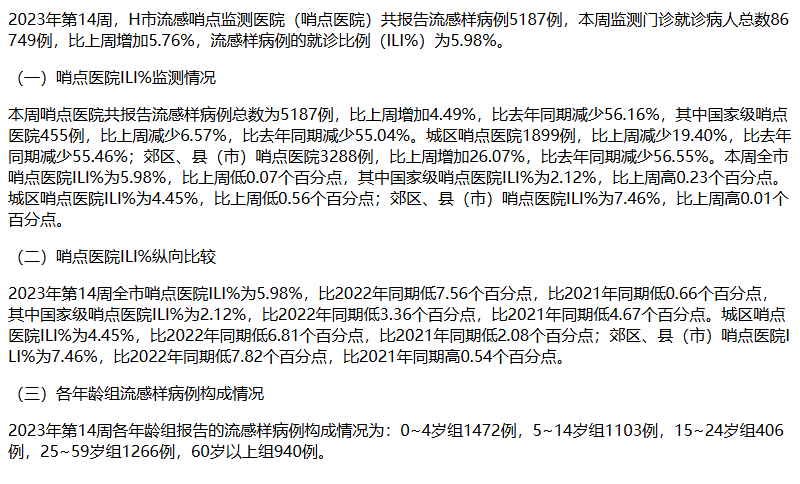 2023年第14周，H市流感哨点监测医院（哨点医院）共报告流感样病例5187例，本周监测门诊就诊病人总数86
749例，比上周增加5.76%，流感样病例的就诊比例（ILI%）为5.98%。
（一）哨点医院ILI%监测情况
本周哨点医院共报告流感样病例总数为5187例，比上周增加4.49%，比去年同期减少56.16%，其中国家级哨点
医院455例，比上周减少6.57%，比去年同期减少55.04%。城区哨点医院1899例，比上周减少19.40%，比去年
同期减少55.46%；郊区、县（市）哨点医院3288例，比上周增加26.07%，比去年同期减少56.55%。本周全市
哨点医院ILI%为5.98%，比上周低0.07个百分点，其中国家级哨点医院ILI%为2.12%，比上周高0.23个百分点。
城区哨点医院ILI%为4.45%，比上周低0.56个百分点；郊区、县（市）哨点医院ILI%为7.46%，比上周高0.01个
百分点。
（二）哨点医院ILI%纵向比较
2023年第14周全市哨点医院ILI%为5.98%，比2022年同期低7.56个百分点，比2021年同期低0.66个百分点，
其中国家级哨点医院ILI%为2.12%，比2022年同期低3.36个百分点，比2021年同期低4.67个百分点。城区哨点
医院ILI%为4.45%，比2022年同期低6.81个百分点，比2021年同期低2.08个百分点；郊区、县（市）哨点医院I
LI%为7.46%，比2022年同期低7.82个百分点，比2021年同期高0.54个百分点。
（三）各年龄组流感样病例构成情况
2023年第14周各年龄组报告的流感样病例构成情况为：0~4岁组1472例，5~14岁组1103例，15~24岁组406
例，25~59岁组1266例，60岁以上组940例。